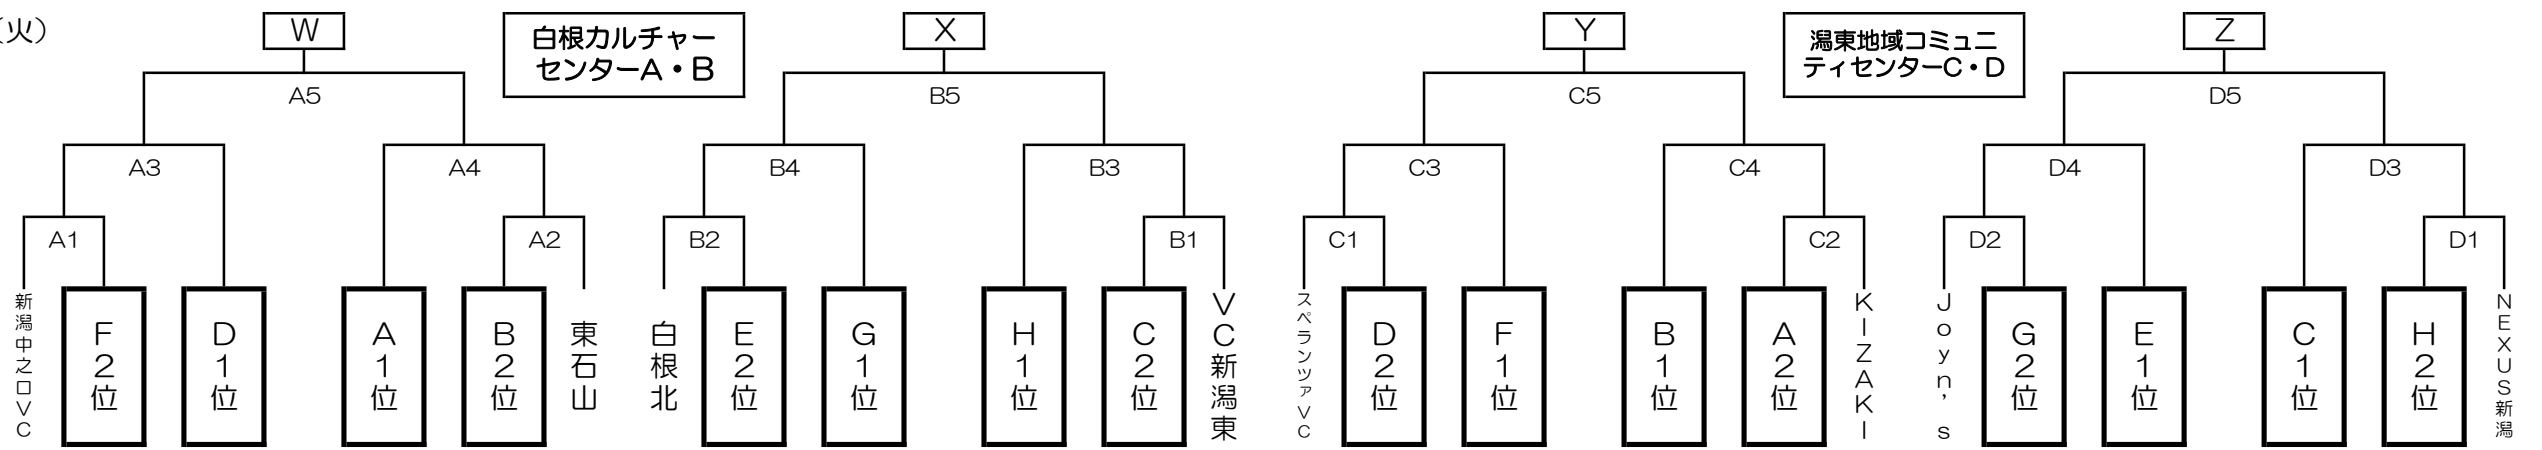 （火）
W
白根カルチャー
センターA・B
X
Y
潟東地域コミュニ
ティセンターC・D
Z
A5
B5
C5
D5
A3
A4
B4
B3
C3
C4
D4
D3
A1
A2
B2
B1
C1
C2
D2
D1
新潟中之口VC
F2位
D1位
A1位
B2位
東石山
白根北
E2位
G1位
H1位
C2位
VC新潟東
スペランツァVC
D2位
F1位
B1位
A2位
KIZAKI
Joyn's
G2位
E1位
C1位
H2位
NEXUS新潟